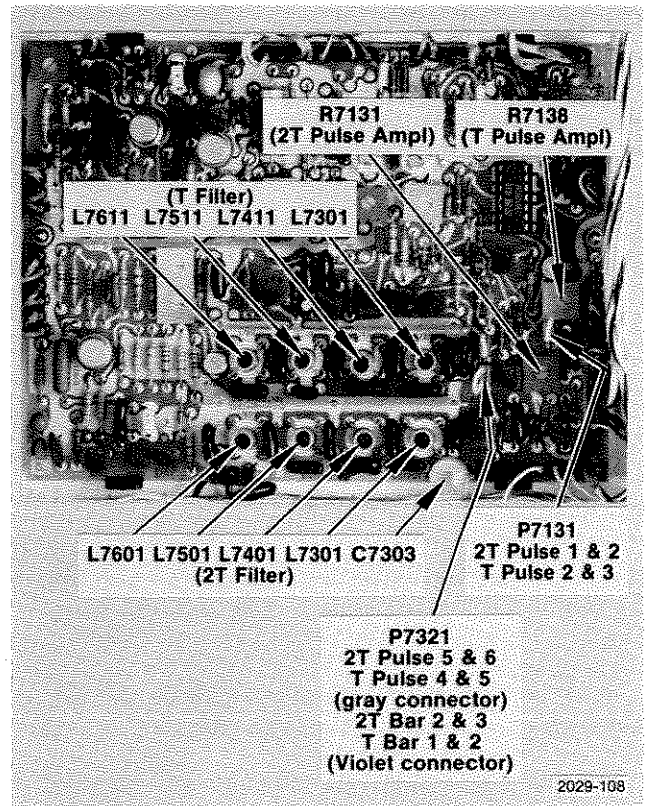 R7131
(2T Pulse Ampl)
R7138
(T Pulse Ampl)
(T Filter)
L7611 L7511 L7411 L7301
L7601 L7501 L7401 L7301 C7303
(2T Filter)
P7131
2T Pulse 1 & 2
T Pulse 2 & 3
P7321
2T Pulse 5 & 6
T Pulse 4 & 5
(gray connector)
2T Bar 2 & 3
T Bar 1 & 2
(Violet connector)
2029-108